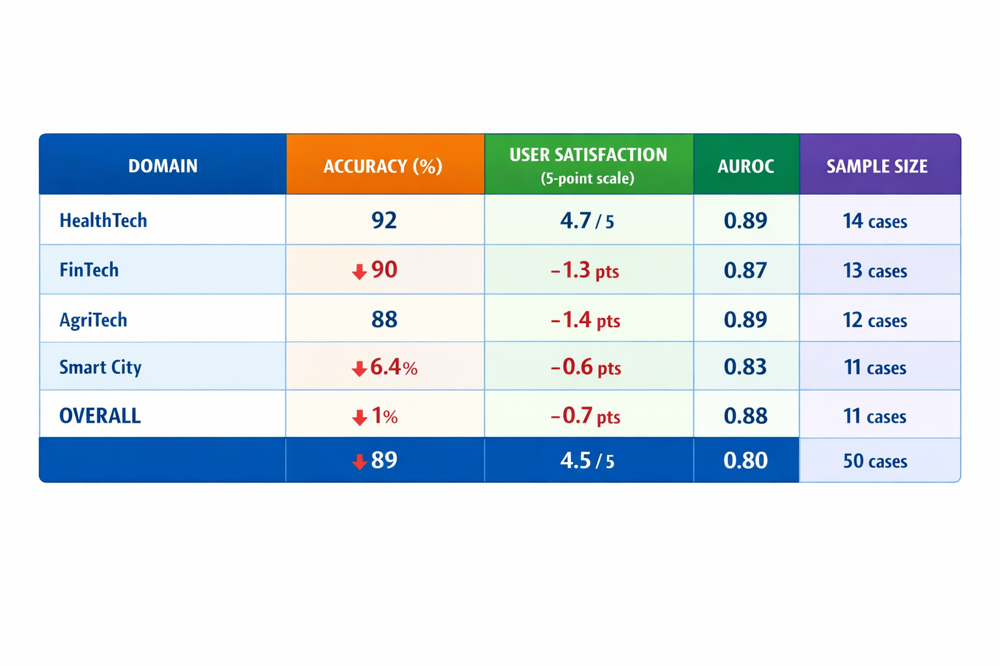 DOMAIN ACCURACY (%) USER SATISFACTION (5-point scale) AUROC SAMPLE SIZE
HealthTech 92 4.7 / 5 0.89 14 cases
FinTech ⬇ 90 −1.3 pts 0.87 13 cases
AgriTech 88 −1.4 pts 0.89 12 cases
Smart City ⬇ 6.4% −0.6 pts 0.83 11 cases
OVERALL ⬇ 1% −0.7 pts 0.88 11 cases
⬇ 89 4.5 / 5 0.80 50 cases